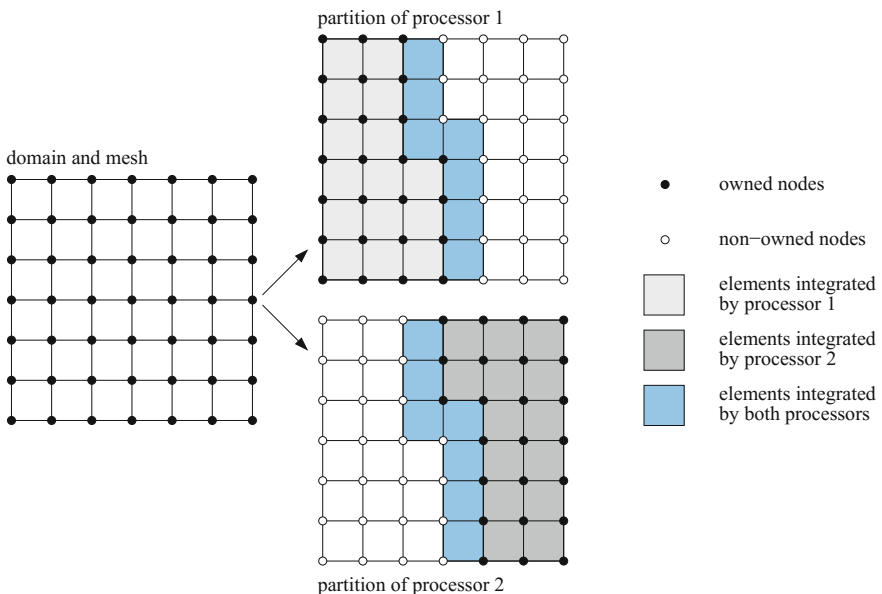 partition of processor 1
domain and mesh
owned nodes
non−owned nodes
elements integrated
by processor 1
elements integrated
by processor 2
elements integrated
by both processors
partition of processor 2